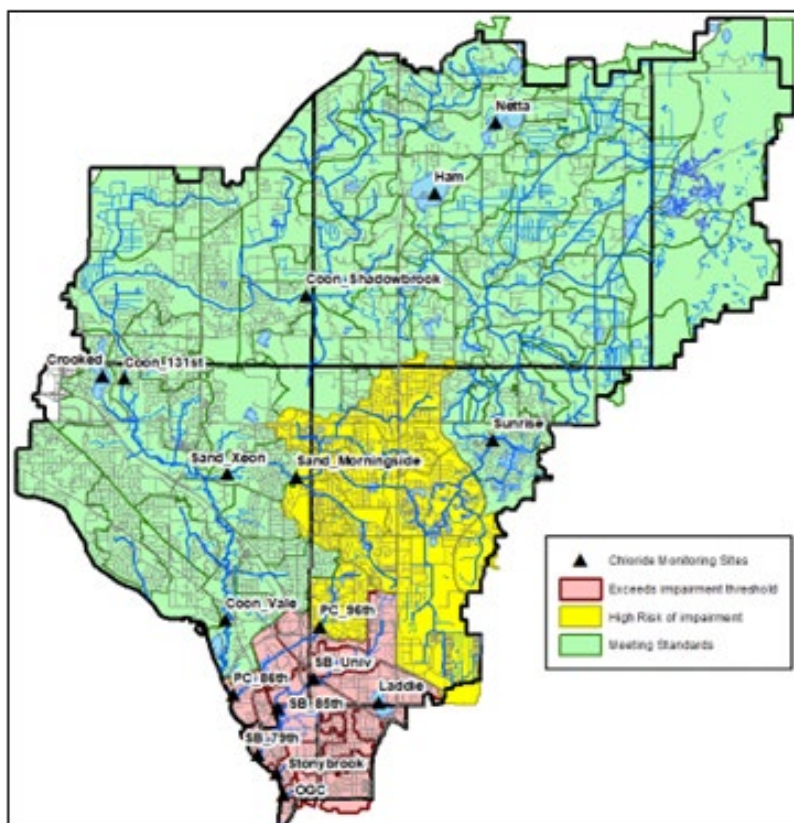 Netta
Ham
Coon_Shadowbrook
Crooked
Coon_131st
Sunrise
Sand_Xeon
Sand_Morningside
Chloride Monitoring Sites
Exceeds impairment threshold
High Risk of impairment
Meeting Standards
Coon_Vale
PC_96th
SB_Univ
PC_86th
Laddie
SB_85th
SB_79th
Stonybrook
OGC